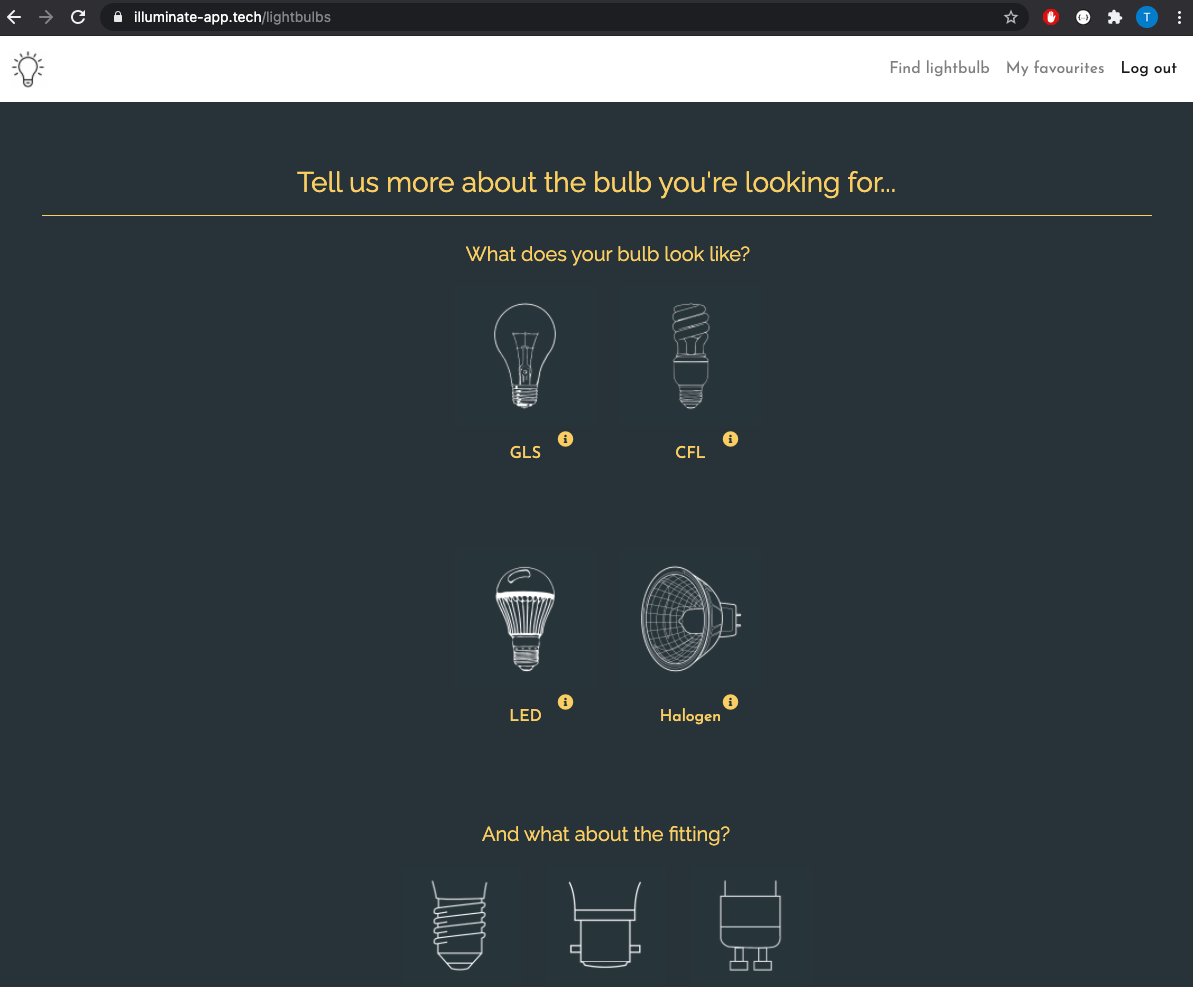 illuminate-app.tech/lightbulbs
T
Find lightbulb My favourites Log out
Tell us more about the bulb you're looking for...
What does your bulb look like?
GLS CFL
LED Halogen
And what about the fitting?